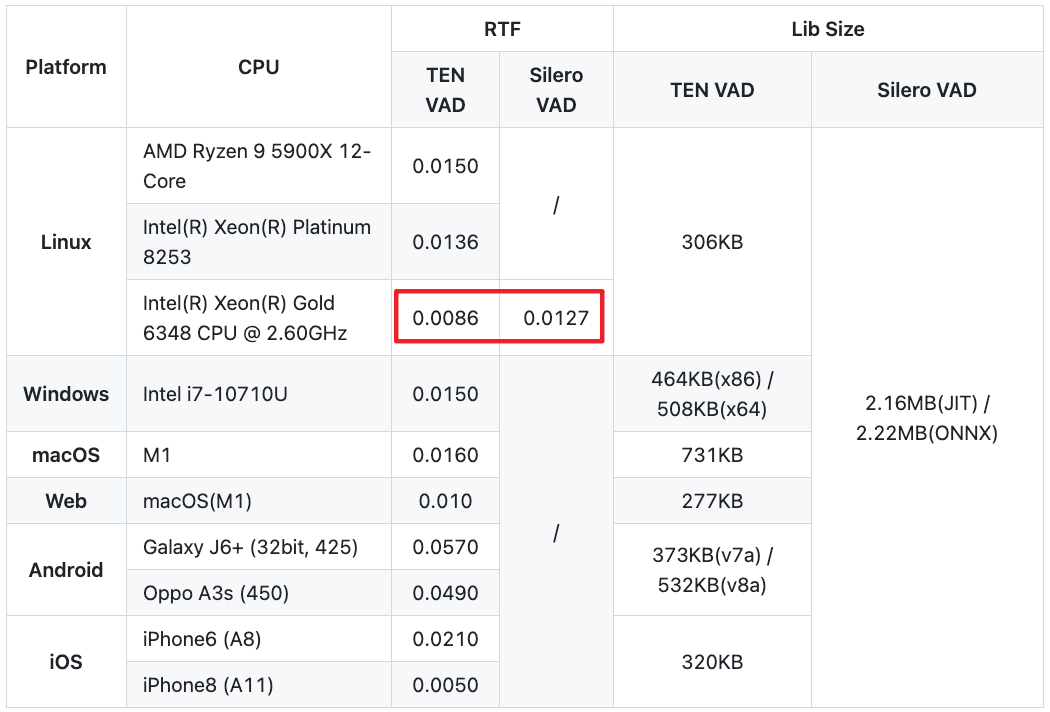 Platform
CPU
RTF
Lib Size
TEN
VAD
Silero
VAD
TEN VAD
Silero VAD
Linux
AMD Ryzen 9 5900X 12-
Core
0.0150
/
306KB
2.16MB(JIT) /
2.22MB(ONNX)
Intel(R) Xeon(R) Platinum
8253
0.0136
Intel(R) Xeon(R) Gold
6348 CPU @ 2.60GHz
0.0086
0.0127
Windows
Intel i7-10710U
0.0150
/
464KB(x86) /
508KB(x64)
macOS
M1
0.0160
731KB
Web
macOS(M1)
0.010
277KB
Android
Galaxy J6+ (32bit, 425)
0.0570
373KB(v7a) /
532KB(v8a)
Oppo A3s (450)
0.0490
iOS
iPhone6 (A8)
0.0210
320KB
iPhone8 (A11)
0.0050